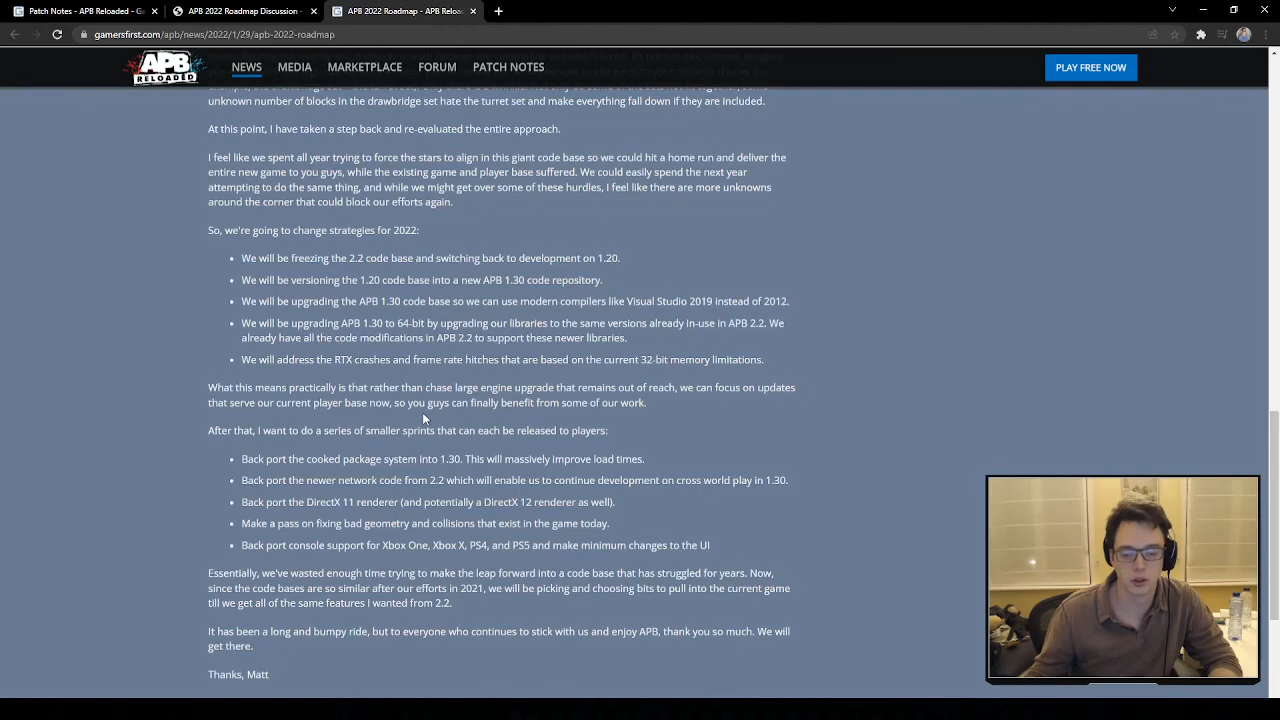 Patch Notes - G
APB 2022 Roadmap Discussion -
APB 2022 Roadmap - APB Reloa
gamersfirst.com/apb/news/2022/1/29/apb-2022-roadmap
APB
RELOADED
NEWS
MEDIA
MARKETPLACE
FORUM
PATCH NOTES
PLAY FREE NOW
unknown number of blocks in the drawbridge set hate the turret set and make everything fall down if they are included.
At this point, I have taken a step back and re-evaluated the entire approach.
I feel like we spent all year trying to force the stars to align in this giant code base so we could hit a home run and deliver the
entire new game to you guys, while the existing game and player base suffered. We could easily spend the next year
attempting to do the same thing, and while we might get over some of these hurdles, I feel like there are more unknowns
around the corner that could block our efforts again.
So, we're going to change strategies for 2022:
• We will be freezing the 2.2 code base and switching back to development on 1.20.
• We will be versioning the 1.20 code base into a new APB 1.30 code repository.
• We will be upgrading the APB 1.30 code base so we can use modern compilers like Visual Studio 2019 instead of 2012.
• We will be upgrading APB 1.30 to 64-bit by upgrading our libraries to the same versions already in-use in APB 2.2. We
already have all the code modifications in APB 2.2 to support these newer libraries.
• We will address the RTX crashes and frame rate hitches that are based on the current 32-bit memory limitations.
What this means practically is that rather than chase large engine upgrade that remains out of reach, we can focus on updates
that serve our current player base now, so you guys can finally benefit from some of our work.
After that, I want to do a series of smaller sprints that can each be released to players:
• Back port the cooked package system into 1.30. This will massively improve load times.
• Back port the newer network code from 2.2 which will enable us to continue development on cross world play in 1.30.
• Back port the DirectX 11 renderer (and potentially a DirectX 12 renderer as well).
• Make a pass on fixing bad geometry and collisions that exist in the game today.
• Back port console support for Xbox One, Xbox X, PS4, and PS5 and make minimum changes to the UI
Essentially, we've wasted enough time trying to make the leap forward into a code base that has struggled for years. Now,
since the code bases are so similar after our efforts in 2021, we will be picking and choosing bits to pull into the current game
till we get all of the same features I wanted from 2.2.
It has been a long and bumpy ride, but to everyone who continues to stick with us and enjoy APB, thank you so much. We will
get there.
Thanks, Matt